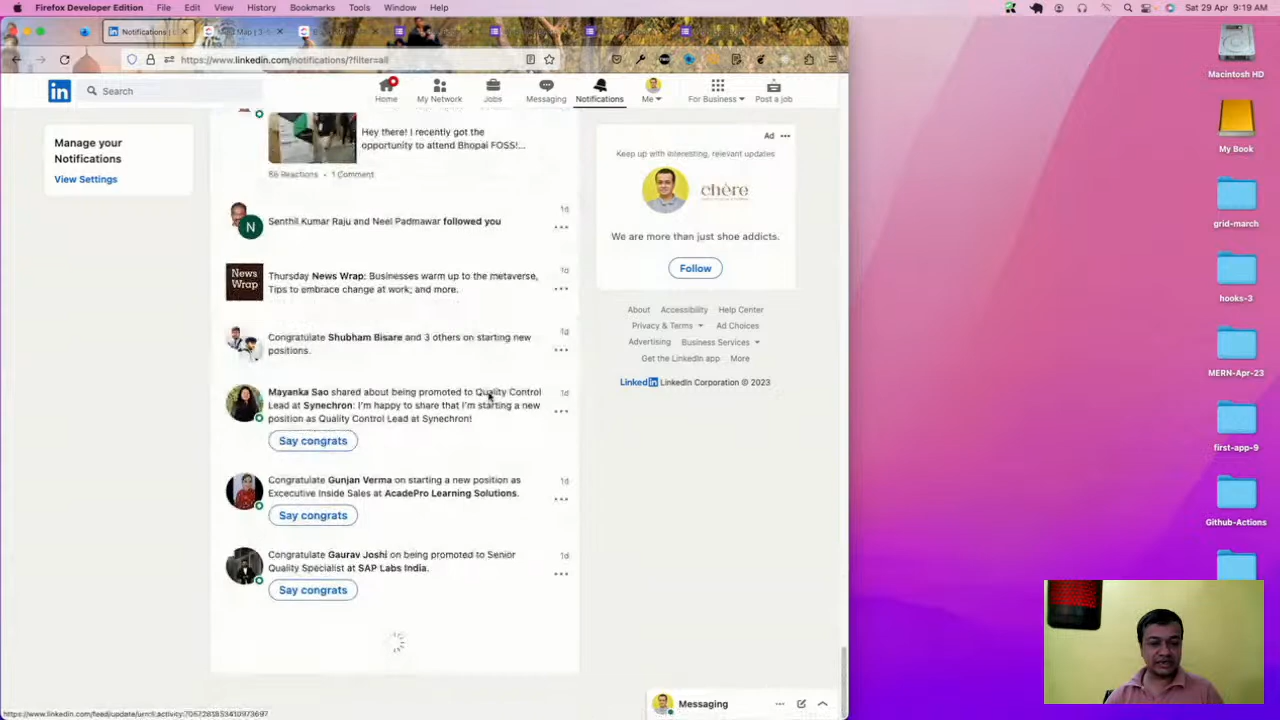 Firefox Developer Edition File Edit View History Bookmarks Tools Window Help Sat 29 Apr 9:19 AM
Notifications | L
Map | 3-
https://www.linkedin.com/notifications/?filter=all
Search
Home My Network Jobs Messaging Notifications Me For Business Post a job
Manage your
Notifications
View Settings
Hey there! I recently got the
opportunity to attend Bhopal FOSS!...
86 Reactions • 1 Comment
Senthil Kumar Raju and Neel Padmawar followed you
1d
N
News
Wrap
Thursday News Wrap: Businesses warm up to the metaverse,
Tips to embrace change at work; and more.
1d
Congratulate Shubham Bisare and 3 others on starting new
positions.
1d
Mayanka Sao shared about being promoted to Quality Control
Lead at Synechron: I'm happy to share that I'm starting a new
position as Quality Control Lead at Synechron!
1d
Say congrats
Congratulate Gunjan Verma on starting a new position as
Excecutive Inside Sales at AcadePro Learning Solutions.
1d
Say congrats
Congratulate Gaurav Joshi on being promoted to Senior
Quality Specialist at SAP Labs India.
1d
Say congrats
Ad
Keep up with interesting, relevant updates
chère
We are more than just shoe addicts.
Follow
About Accessibility Help Center
Privacy & Terms Ad Choices
Advertising Business Services
Get the LinkedIn app More
LinkedIn LinkedIn Corporation © 2023
Messaging
Macintosh HD
My Book
grid-march
hooks-3
MERN-Apr-23
first-app-9
Github-Actions